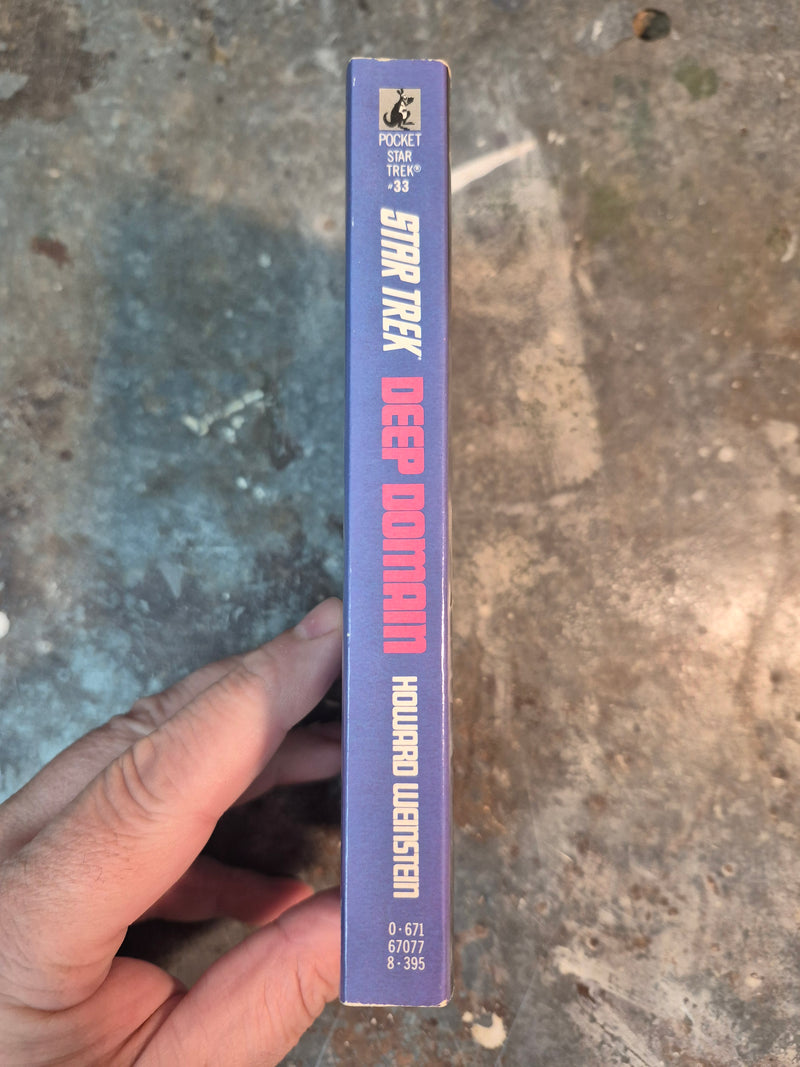 POCKET
STAR
TREK®
#33
STAR TREK
DEEP DOMAIN
HOWARD WEINSTEIN
0·671
67077
8·395